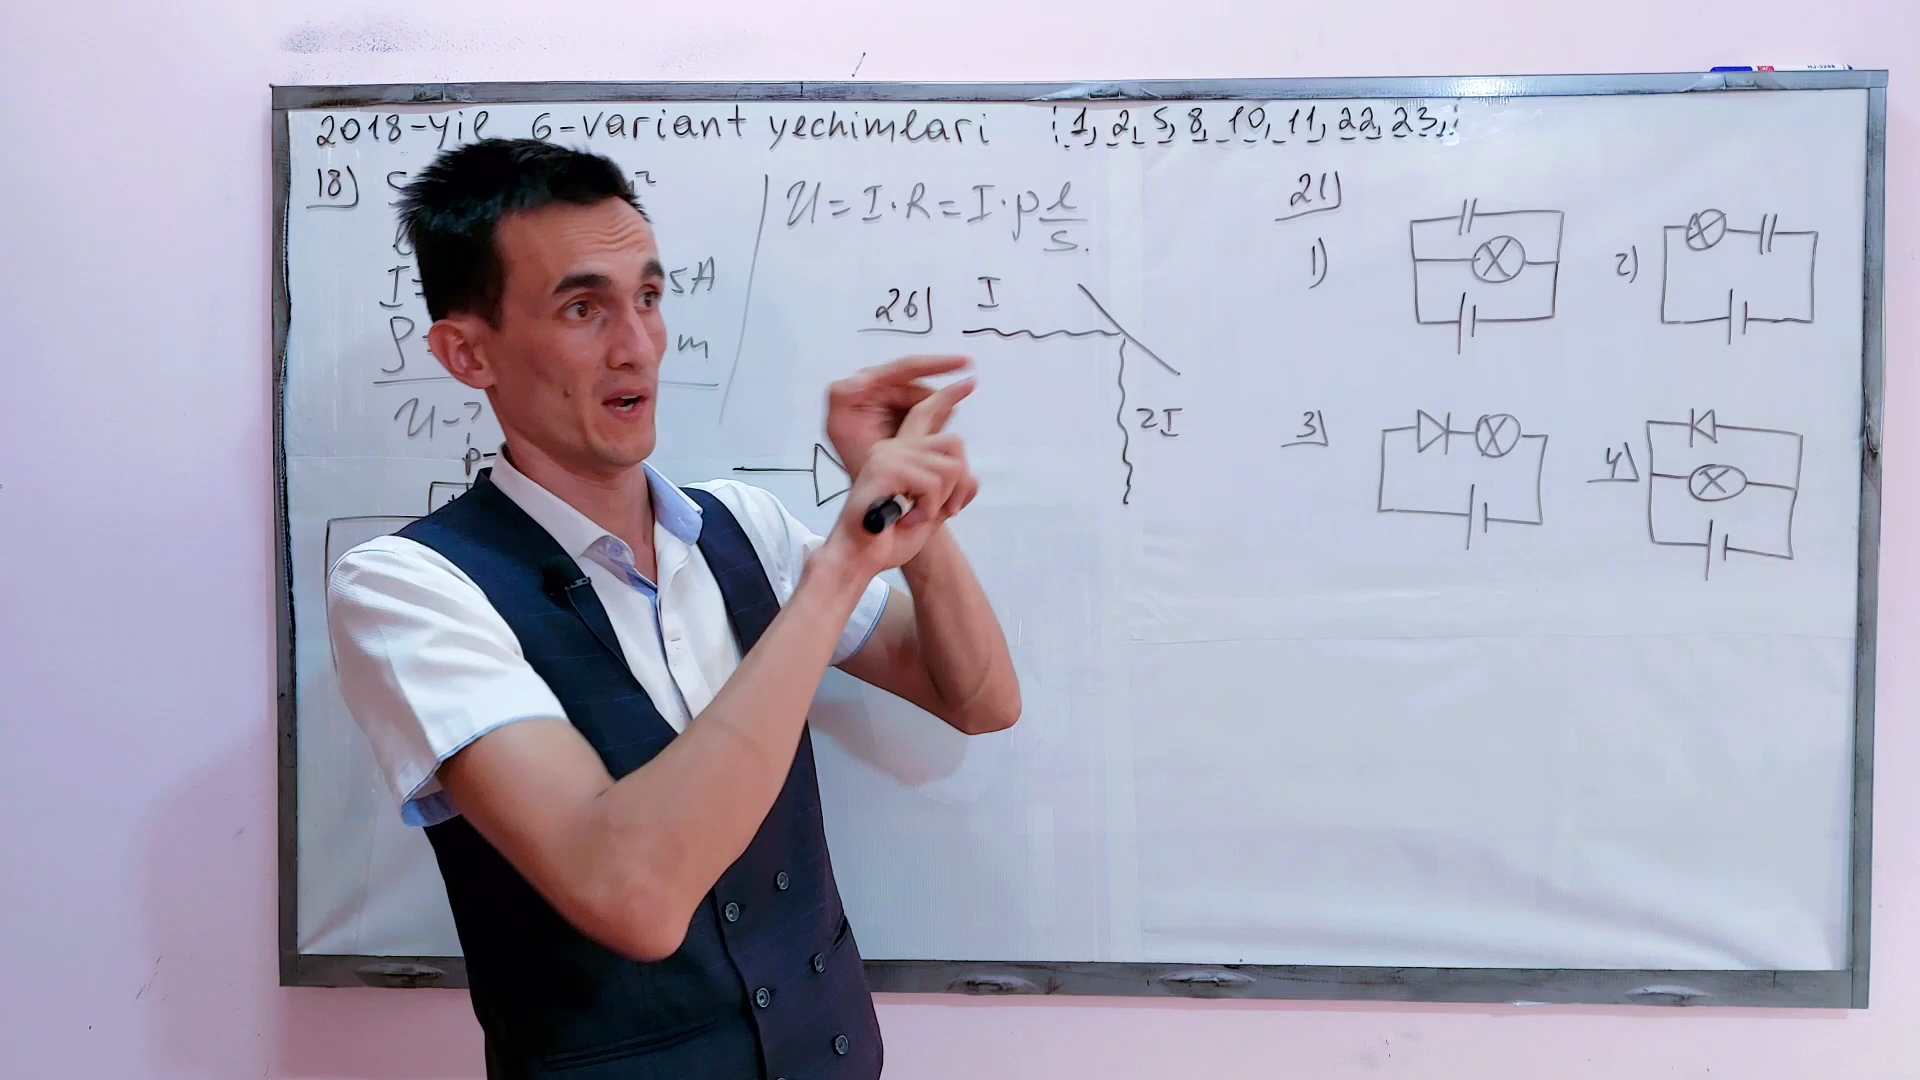 2018-yil 6-variant yechimlari : 1, 2, 5, 8, 10, 11, 22, 23,:
18) S
I= 5A
ρ= m
U-?
p-
U = I·R = I·ρ l/S.
26) I
2I
21)
1)
2)
3)
4)